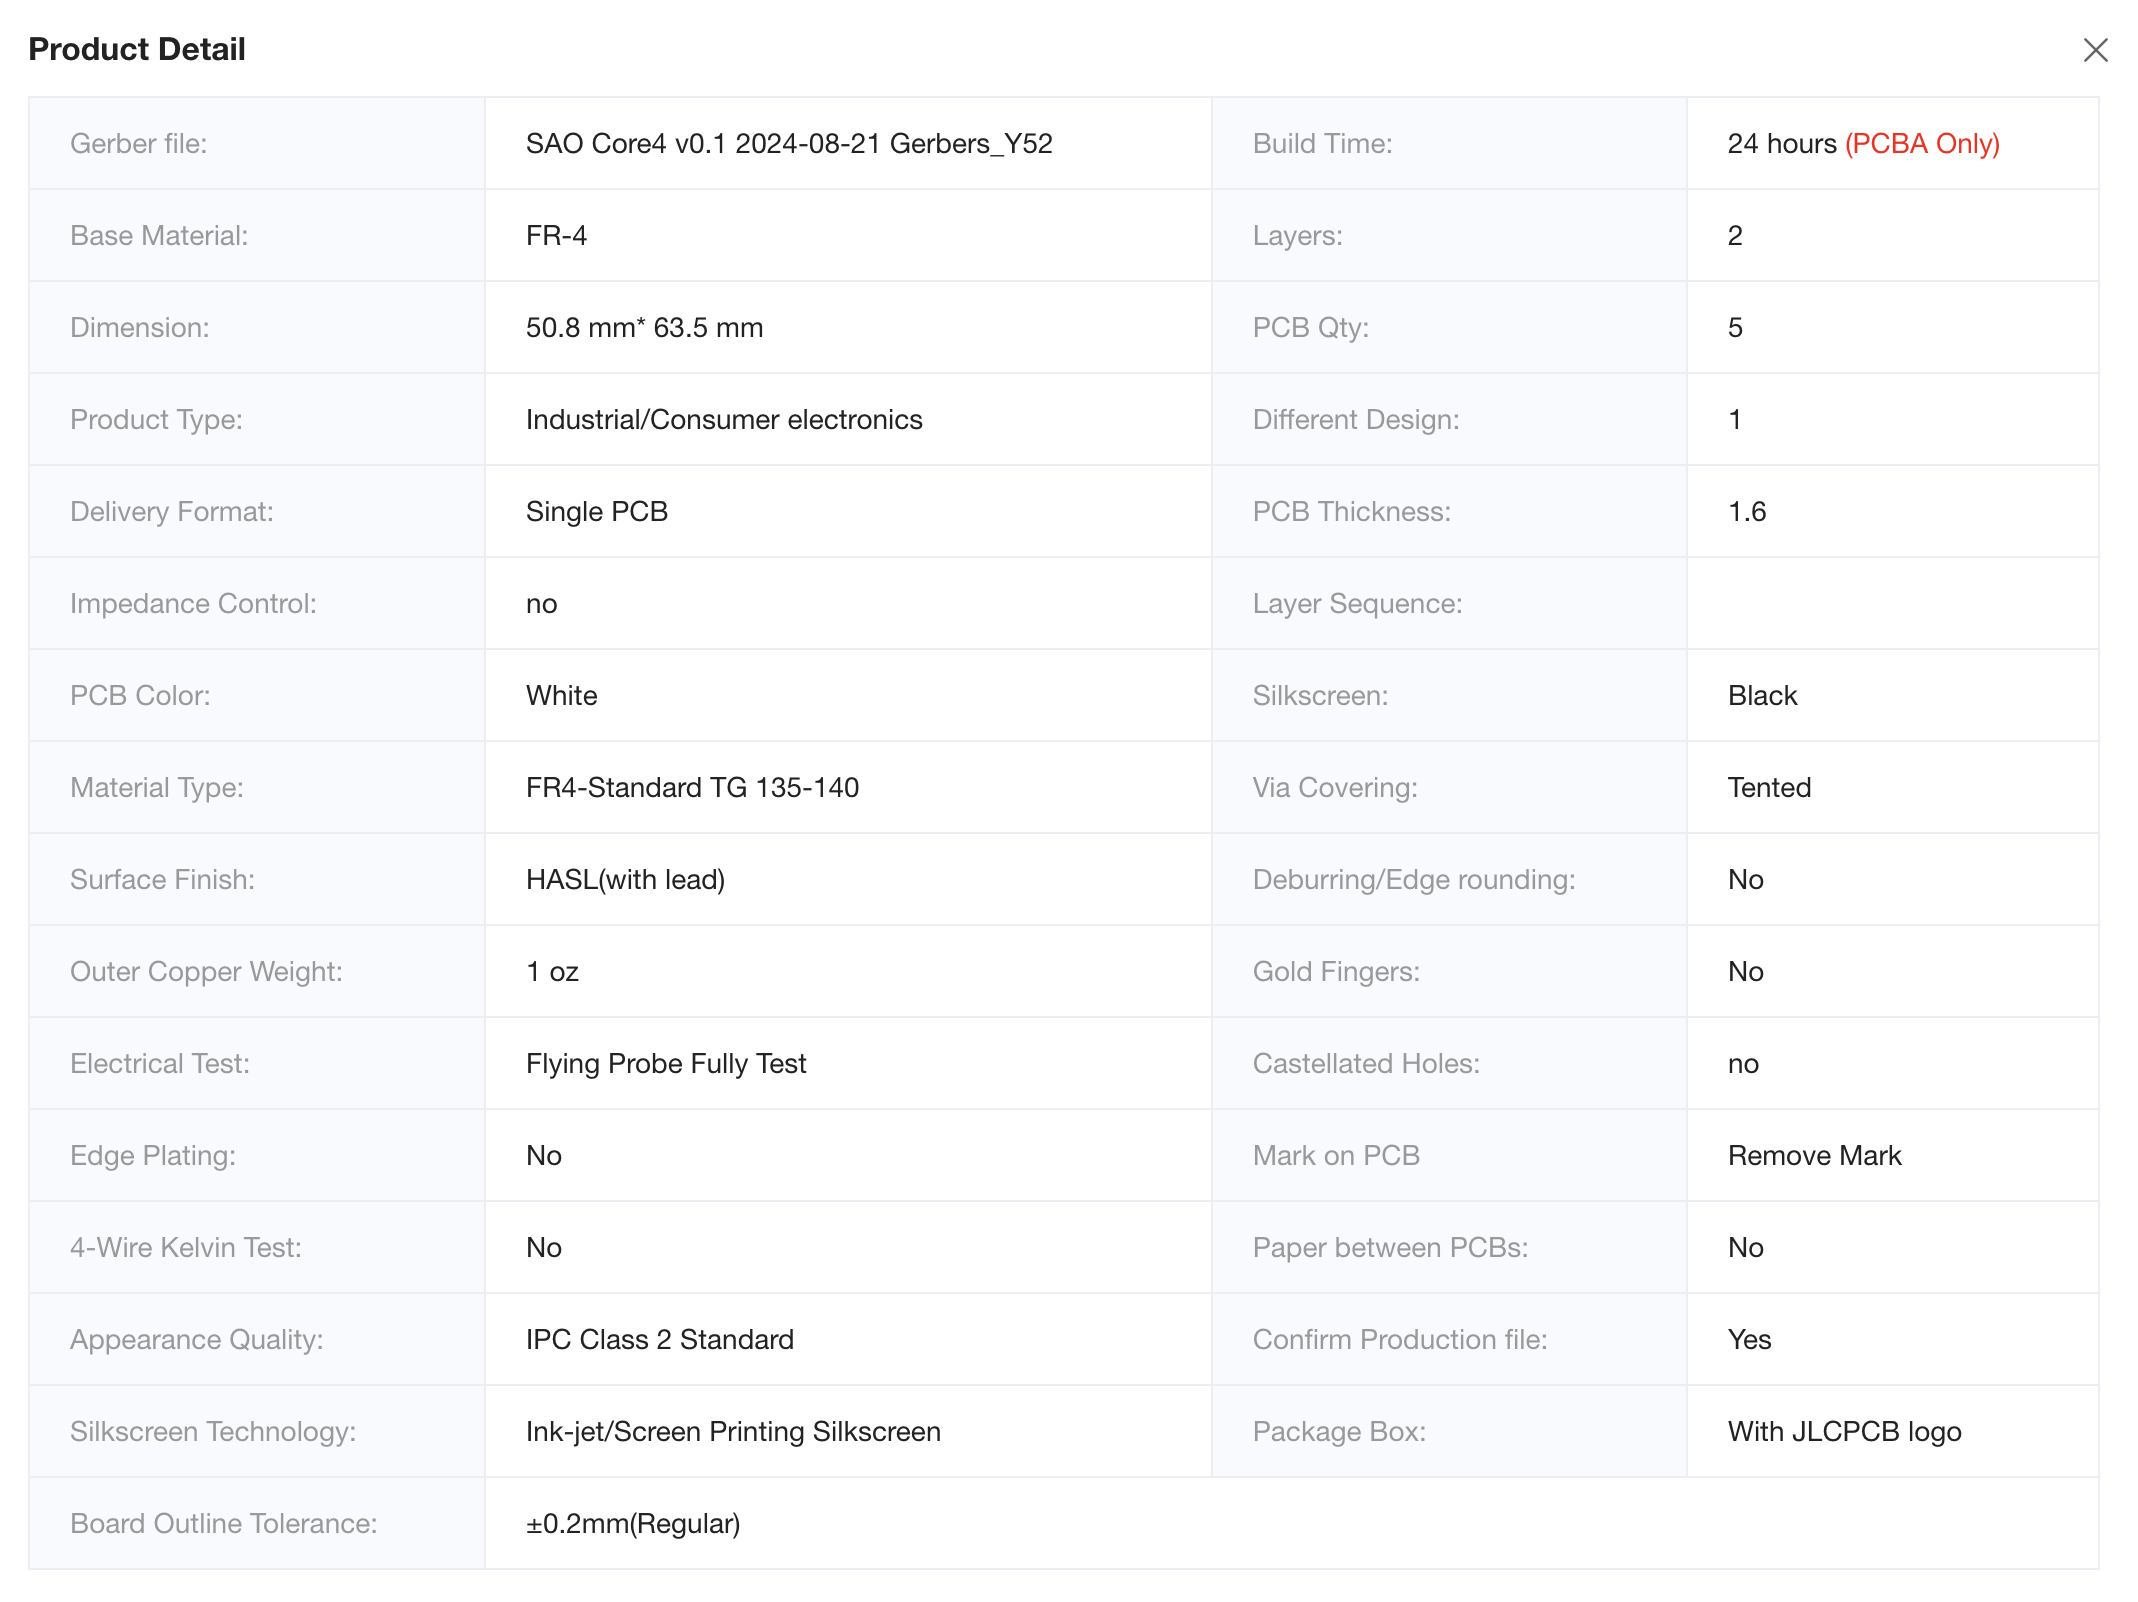 Product Detail
Gerber file: SAO Core4 v0.1 2024-08-21 Gerbers_Y52 Build Time: 24 hours (PCBA Only)
Base Material: FR-4 Layers: 2
Dimension: 50.8 mm* 63.5 mm PCB Qty: 5
Product Type: Industrial/Consumer electronics Different Design: 1
Delivery Format: Single PCB PCB Thickness: 1.6
Impedance Control: no Layer Sequence:
PCB Color: White Silkscreen: Black
Material Type: FR4-Standard TG 135-140 Via Covering: Tented
Surface Finish: HASL(with lead) Deburring/Edge rounding: No
Outer Copper Weight: 1 oz Gold Fingers: No
Electrical Test: Flying Probe Fully Test Castellated Holes: no
Edge Plating: No Mark on PCB Remove Mark
4-Wire Kelvin Test: No Paper between PCBs: No
Appearance Quality: IPC Class 2 Standard Confirm Production file: Yes
Silkscreen Technology: Ink-jet/Screen Printing Silkscreen Package Box: With JLCPCB logo
Board Outline Tolerance: ±0.2mm(Regular)